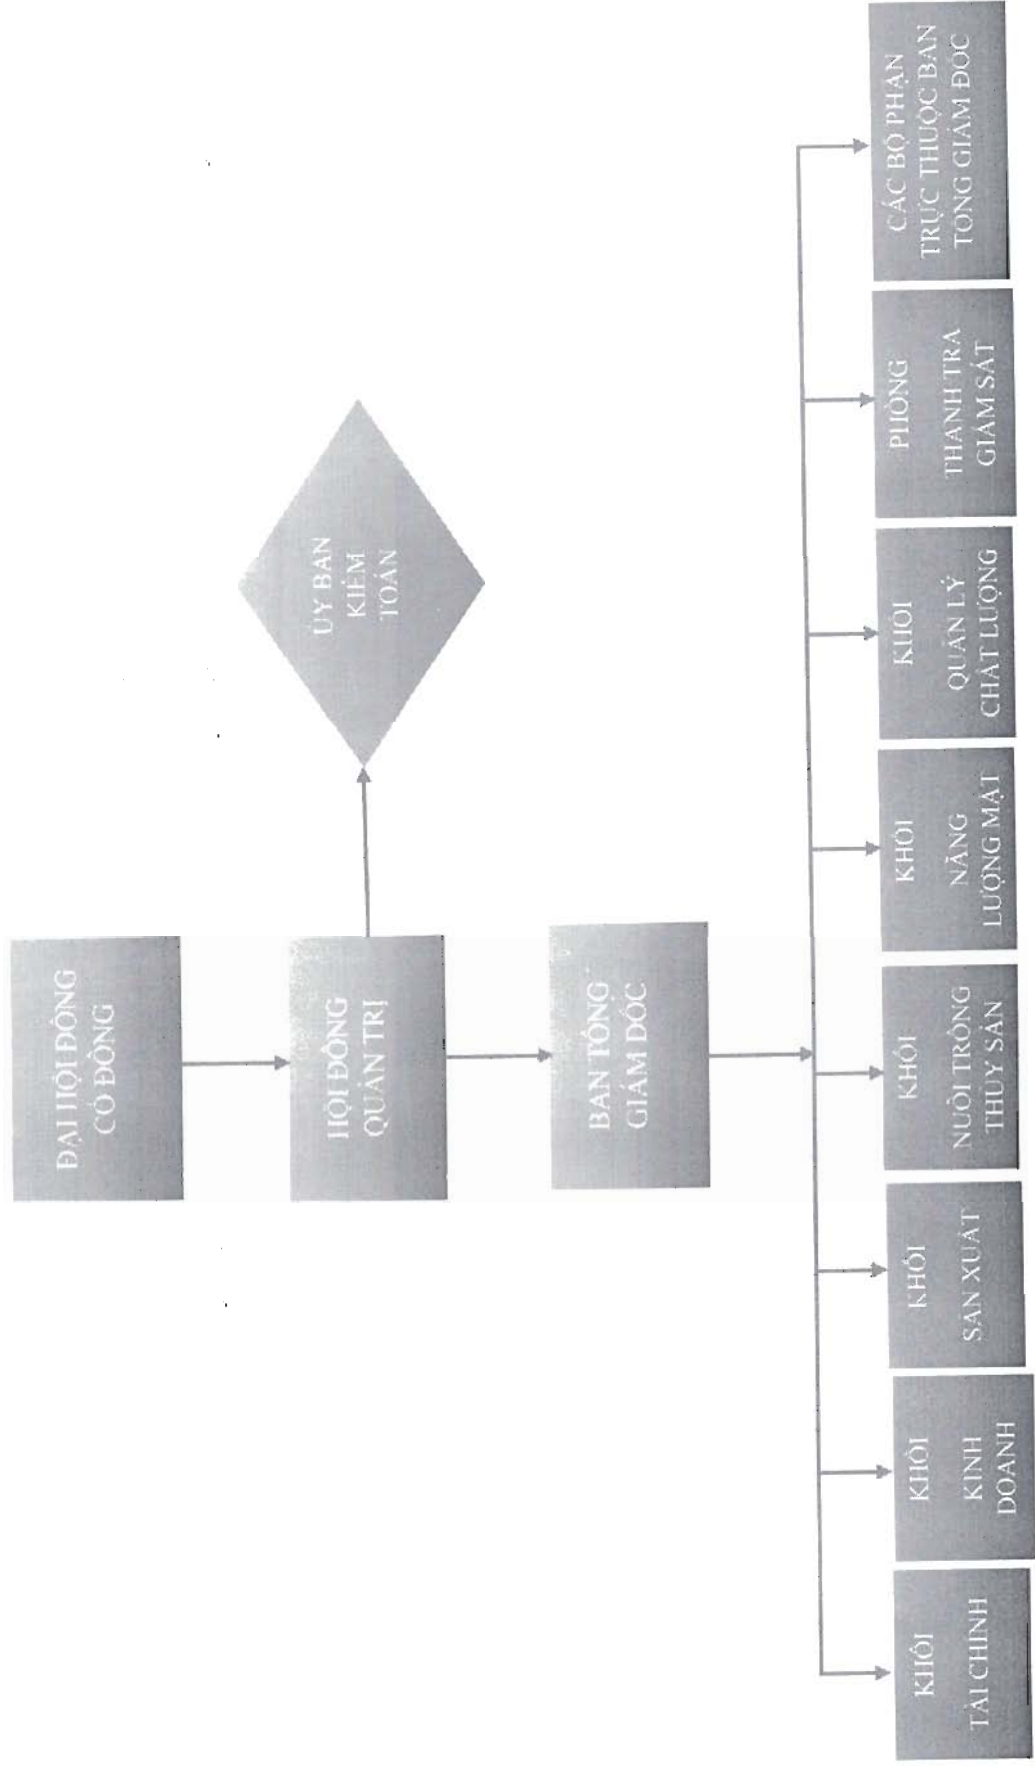 ĐẠI HỘI ĐỒNG
CỔ ĐÔNG
HỘI ĐỒNG
QUẢN TRỊ
ỦY BAN
KIỂM
TOÁN
BAN TỔNG
GIÁM ĐỐC
KHỐI
TÀI CHÍNH
KHỐI
KINH
DOANH
KHỐI
SẢN XUẤT
KHỐI
NUÔI TRỒNG
THỦY SẢN
KHỐI
NĂNG
LƯỢNG MẶT
KHỐI
QUẢN LÝ
CHẤT LƯỢNG
PHÒNG
THANH TRA
GIÁM SÁT
CÁC BỘ PHẬN
TRỰC THUỘC BAN
TỔNG GIÁM ĐỐC